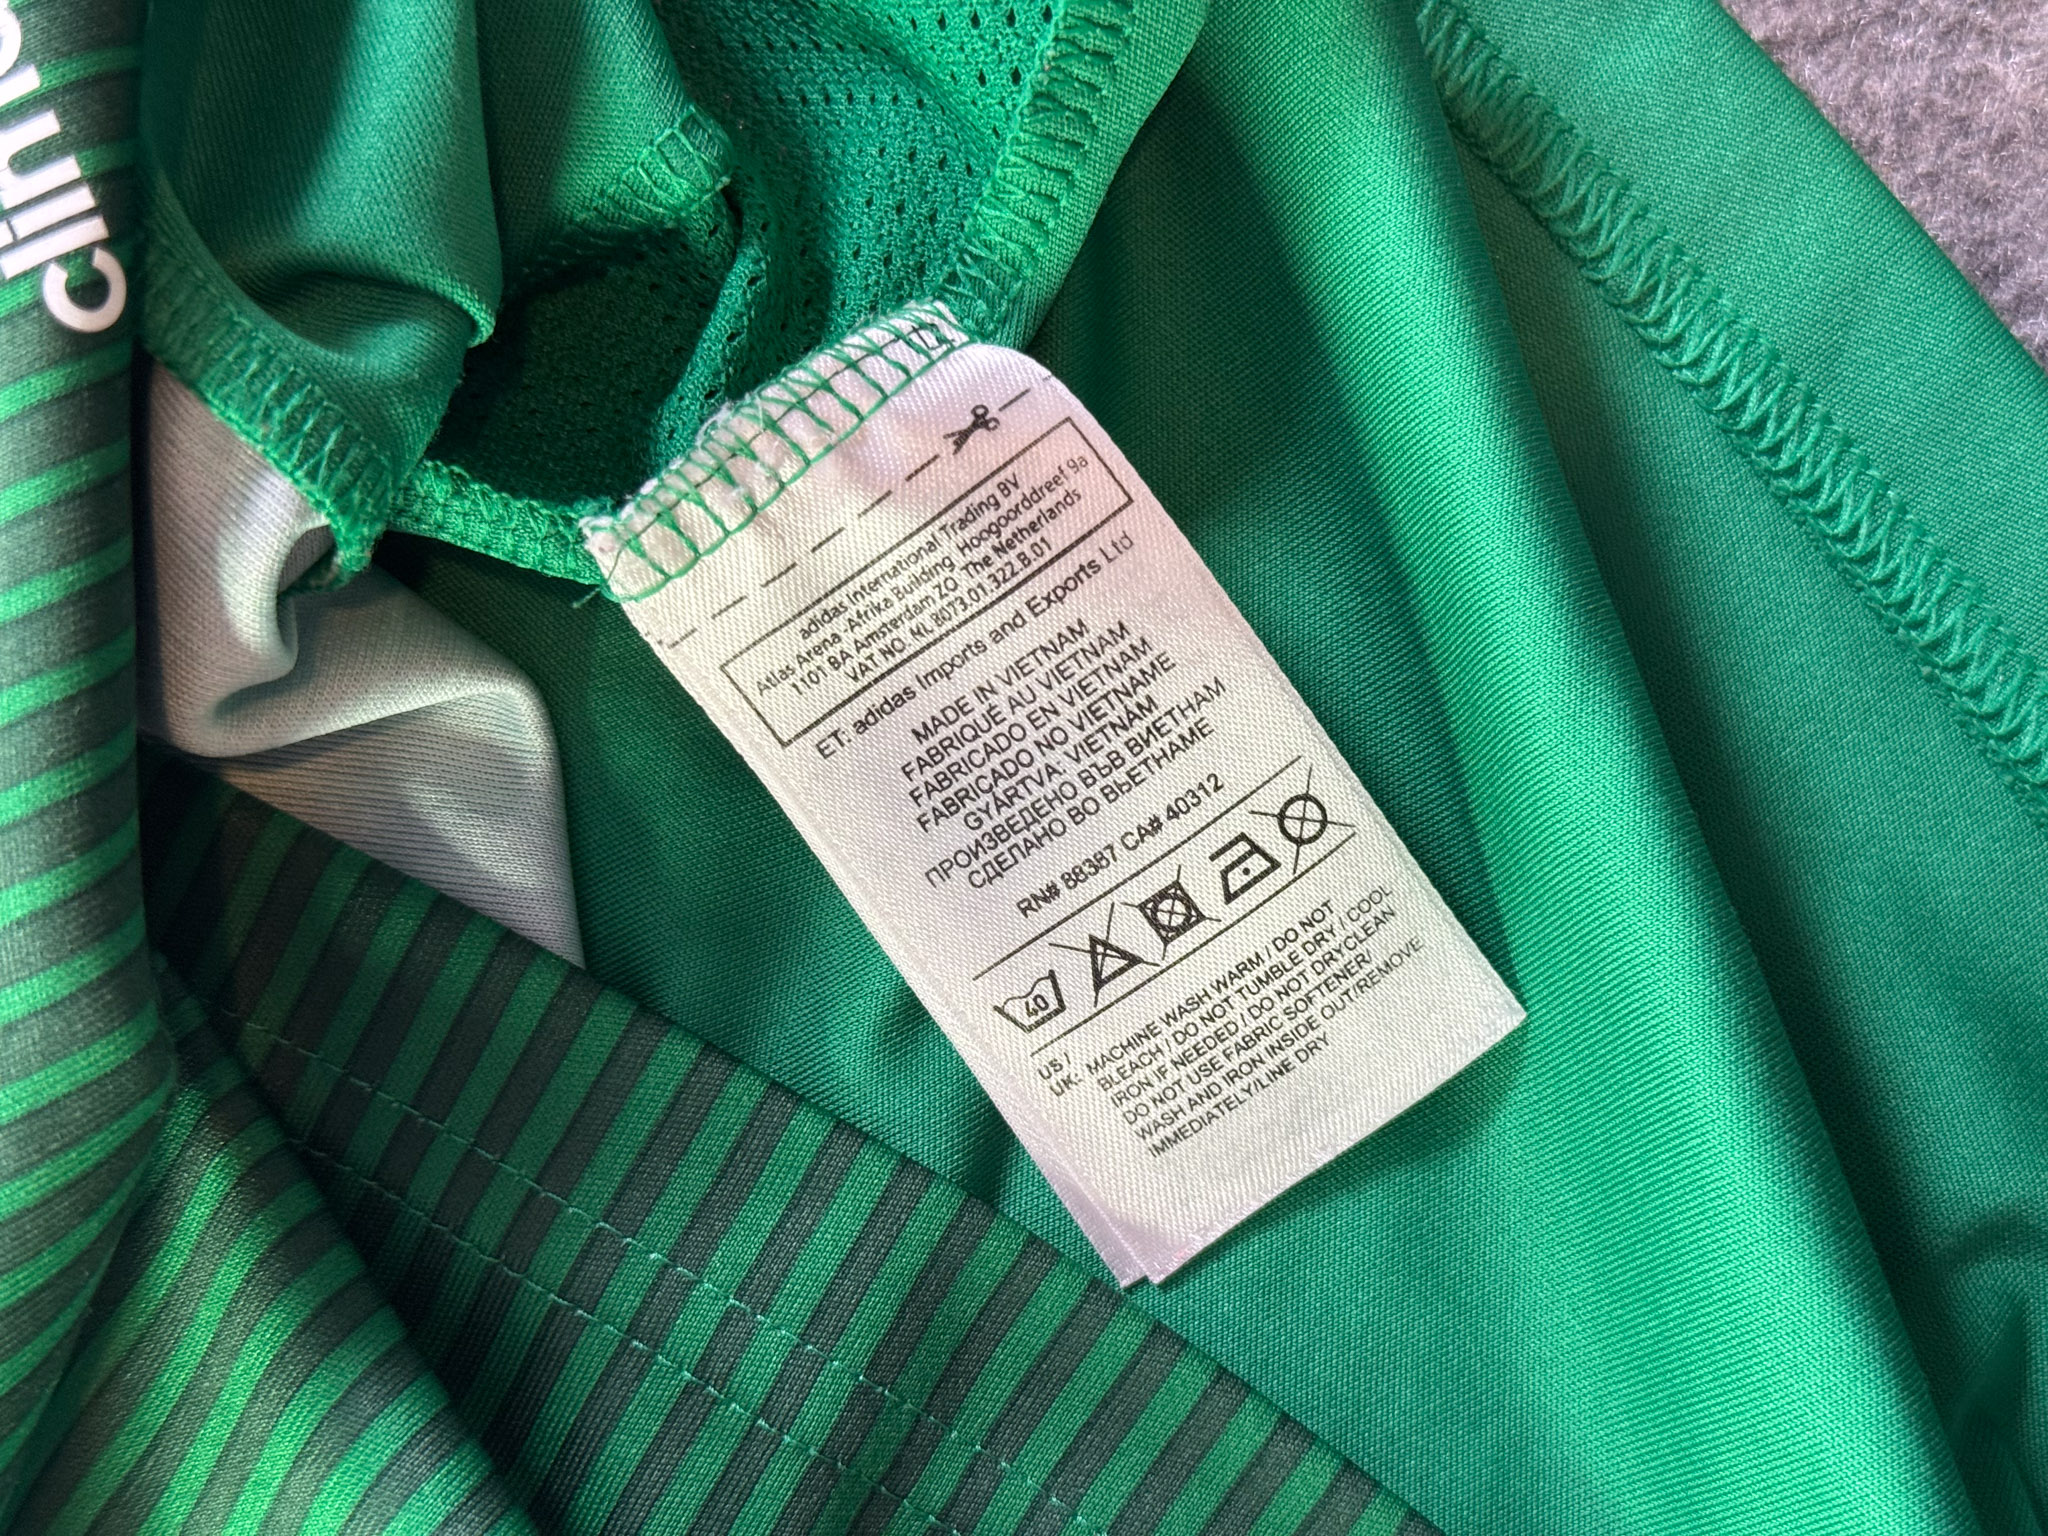 clima
adidas International Trading BV
Atlas Arena Afrika Building Hoogoorddreef 9a
1101 BA Amsterdam ZO The Netherlands
VAT NO. NL 8073.01.322.B.01
ET: adidas Imports and Exports Ltd
MADE IN VIETNAM
FABRIQUÉ AU VIETNAM
FABRICADO EN VIETNAM
FABRICADO NO VIETNAME
GYÁRTVA: VIETNAM
ПРОИЗВЕДЕНО ВЪВ ВИЕТНАМ
СДЕЛАНО ВО ВЬЕТНАМЕ
RN# 88387 CA# 40312
40
US /
UK: MACHINE WASH WARM / DO NOT
BLEACH / DO NOT TUMBLE DRY / COOL
IRON IF NEEDED / DO NOT DRYCLEAN
DO NOT USE FABRIC SOFTENER/
WASH AND IRON INSIDE OUT/REMOVE
IMMEDIATELY/LINE DRY